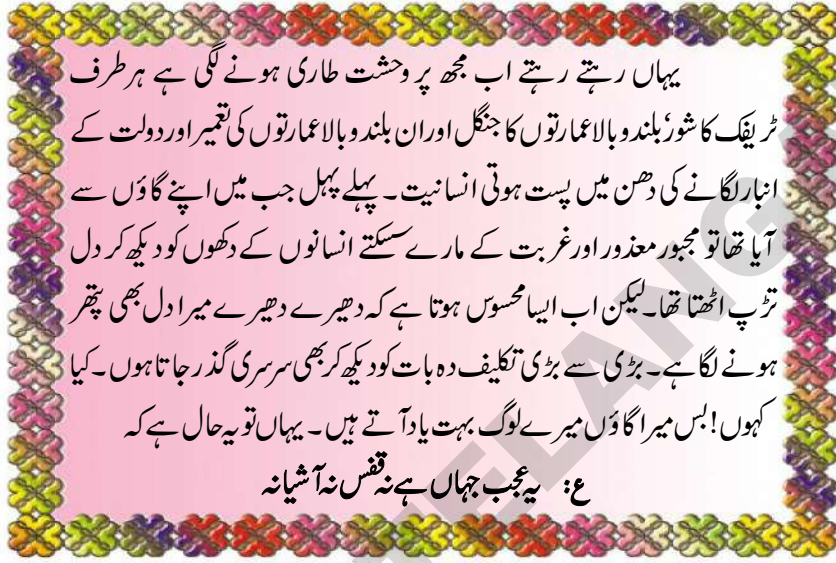 یہاں رہتے رہتے اب مجھ پر وحشت طاری ہونے لگی ہے ہر طرف
ٹریفک کا شور، بلند و بالا عمارتوں کا جنگل اور ان بلند و بالا عمارتوں کی تعمیر اور دولت کے
انبار لگانے کی دھن میں پست ہوتی انسانیت۔ پہلے پہل جب میں اپنے گاؤں سے
آیا تھا تو مجبور معذور اور غربت کے مارے سسکتے انسانوں کے دکھوں کو دیکھ کر دل
تڑپ اٹھتا تھا۔ لیکن اب ایسا محسوس ہوتا ہے کہ دھیرے دھیرے میرا دل بھی پتھر
ہونے لگا ہے۔ بڑی سے بڑی تکلیف دہ بات کو دیکھ کر بھی سرسری گذر جاتا ہوں۔ کیا
کہوں! بس میرا گاؤں میرے لوگ بہت یاد آتے ہیں۔ یہاں تو یہ حال ہے کہ
ع: یہ عجب جہاں ہے نہ قفس نہ آشیانہ
TELANGA